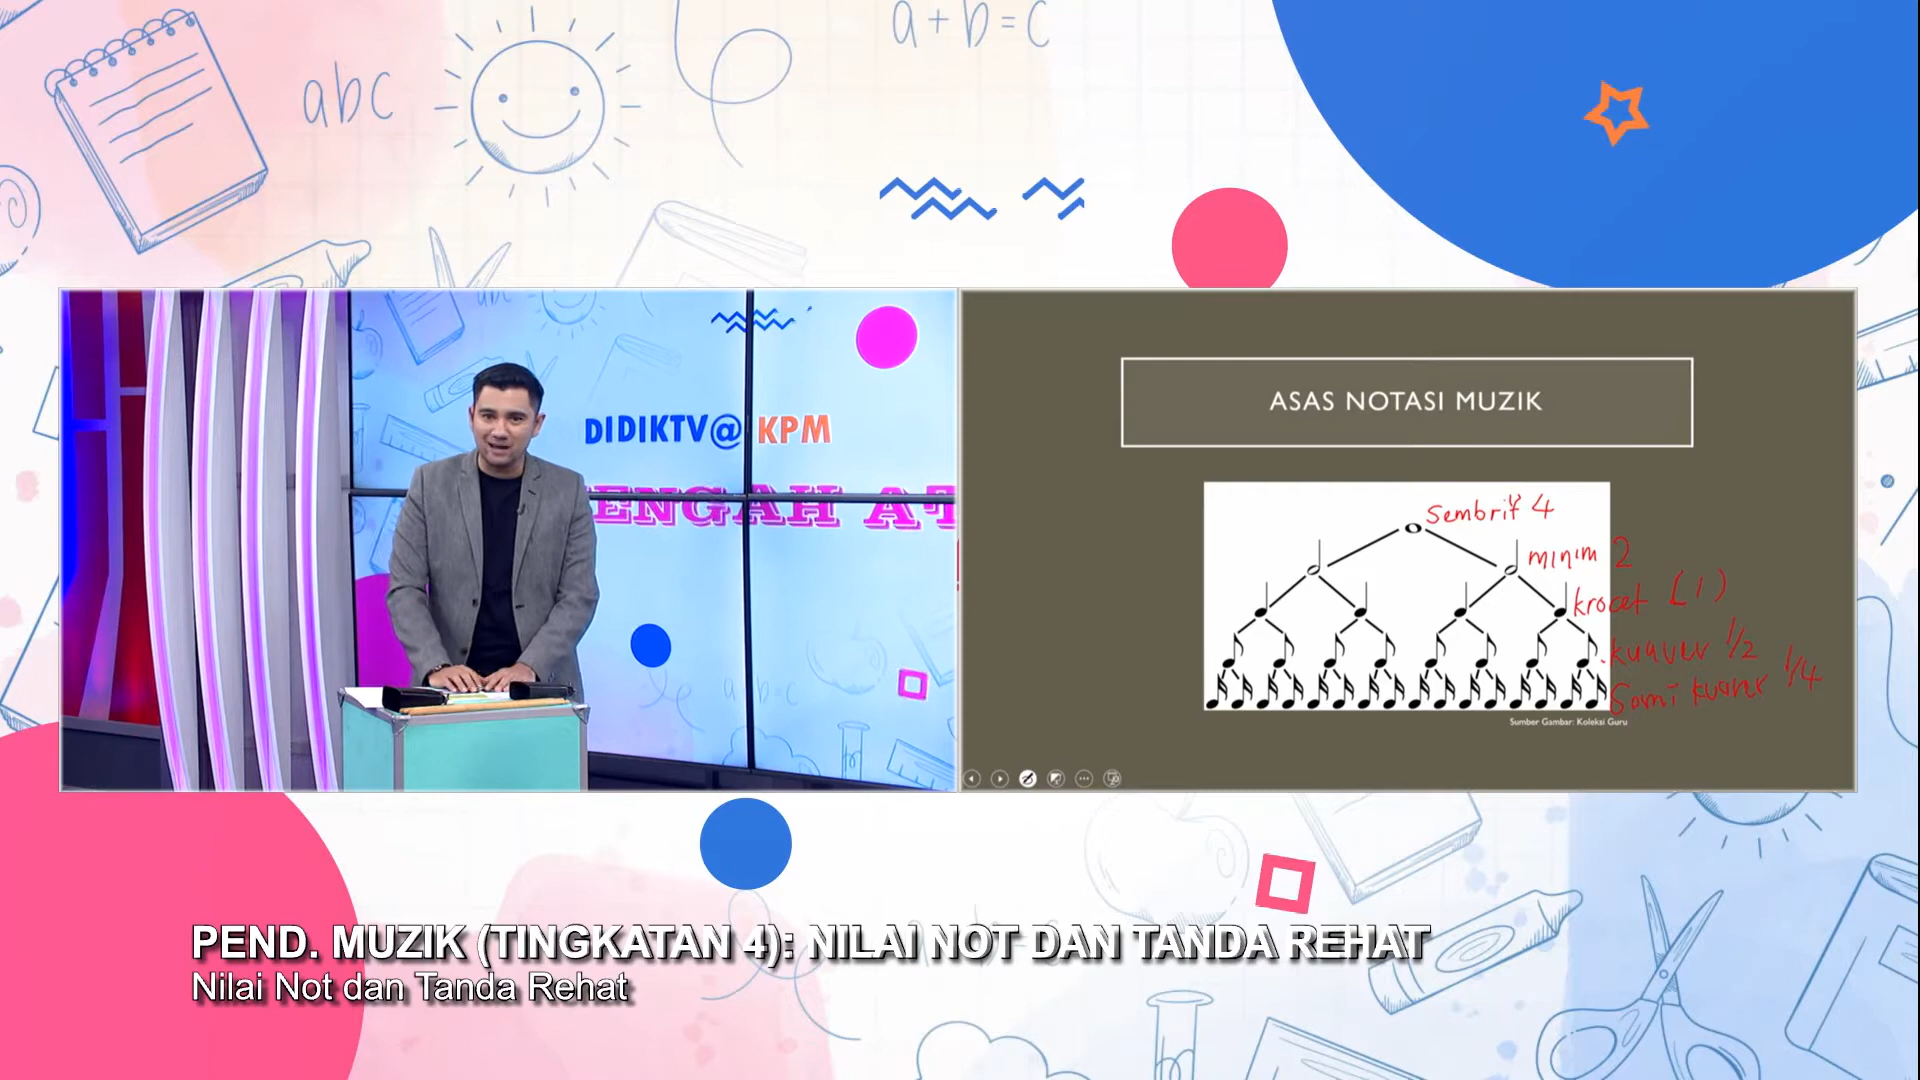 a + b = c
abc
DIDIKTV@ KPM
ENGAH AT
ASAS NOTASI MUZIK
Sembrif 4
minim 2
krocet (1)
kuaver 1/2
Semi kuaver 1/4
Sumber Gambar: Koleksi Guru
PEND. MUZIK (TINGKATAN 4): NILAI NOT DAN TANDA REHAT
Nilai Not dan Tanda Rehat